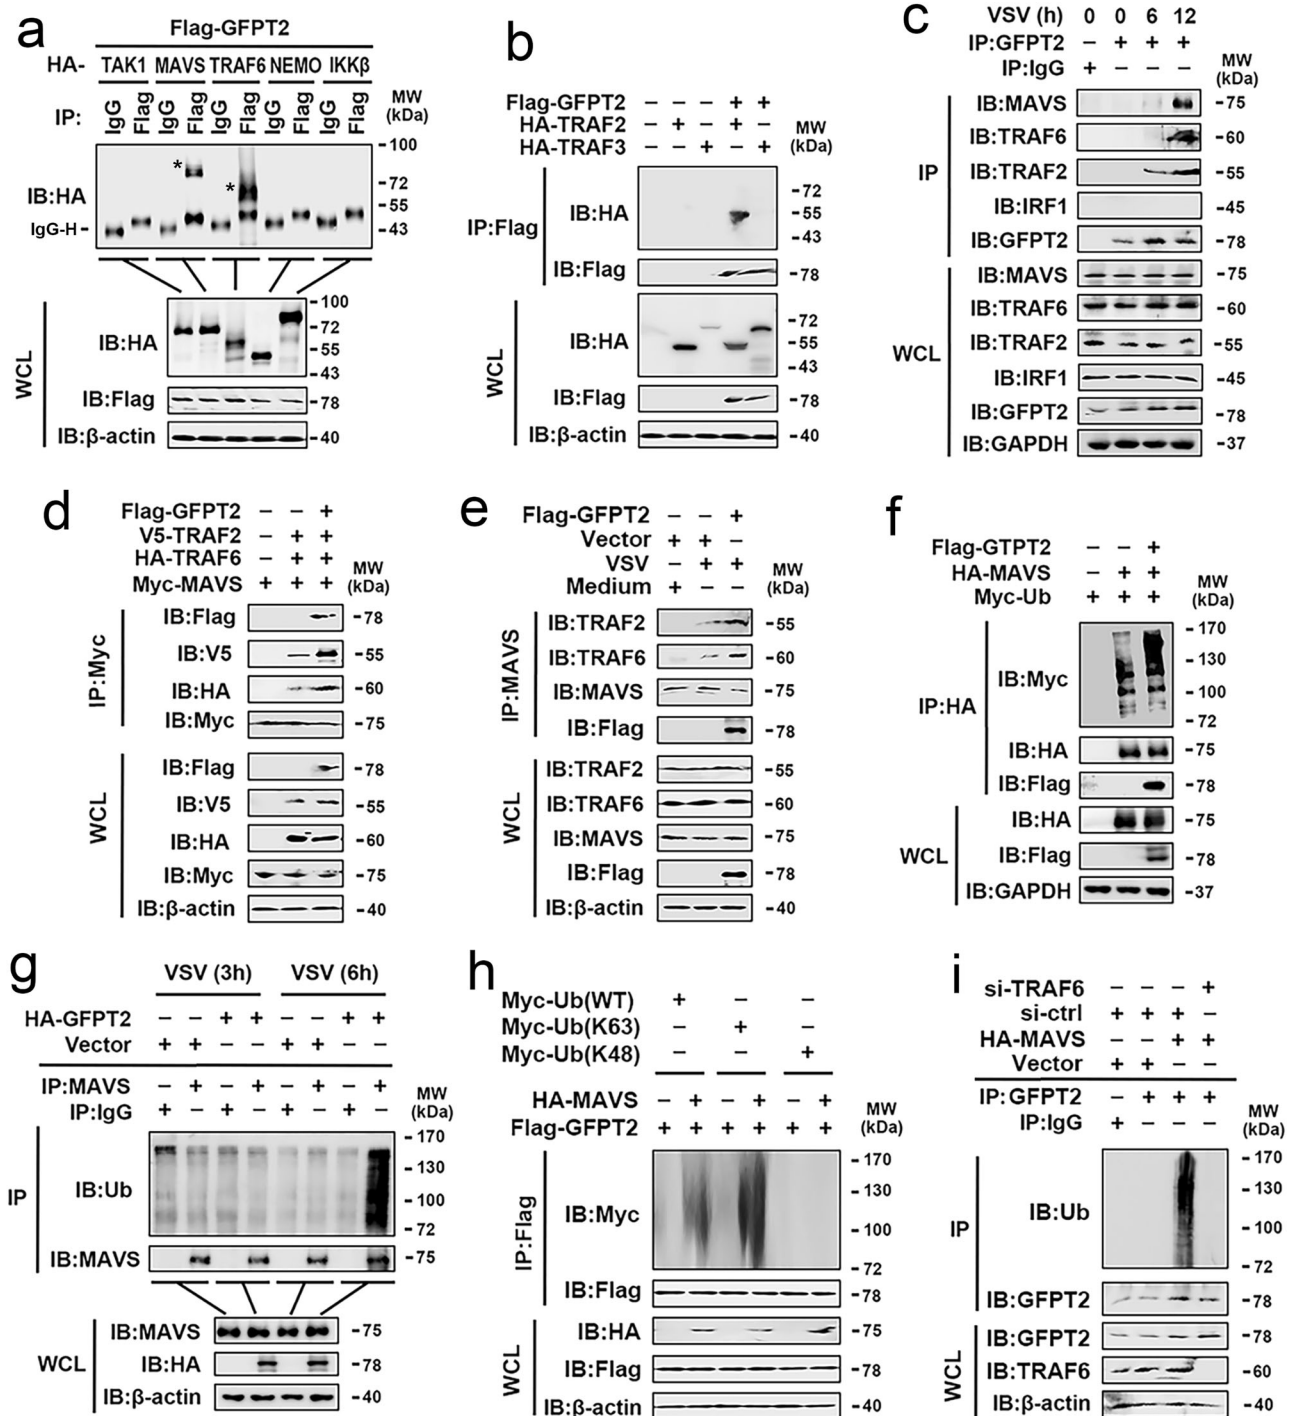 a
Flag-GFPT2
HA- TAK1 MAVS TRAF6 NEMO IKKβ
IP: IgG Flag IgG Flag IgG Flag IgG Flag IgG Flag
MW
(kDa)
IB:HA
IgG-H -
* *
- 100
- 72
- 55
- 43
WCL
IB:HA
- 100
- 72
- 55
- 43
IB:Flag
- 78
IB:β-actin
- 40
b
Flag-GFPT2 – – – + +
HA-TRAF2 – + – + –
HA-TRAF3 – – + – +
MW
(kDa)
IP:Flag
IB:HA
- 72
- 55
- 43
IB:Flag
- 78
WCL
IB:HA
- 72
- 55
- 43
IB:Flag
- 78
IB:β-actin
- 40
c
VSV (h) 0 0 6 12
IP:GFPT2 – + + +
IP:IgG + – – –
MW
(kDa)
IP
IB:MAVS - 75
IB:TRAF6 - 60
IB:TRAF2 - 55
IB:IRF1 - 45
IB:GFPT2 - 78
WCL
IB:MAVS - 75
IB:TRAF6 - 60
IB:TRAF2 - 55
IB:IRF1 - 45
IB:GFPT2 - 78
IB:GAPDH - 37
d
Flag-GFPT2 – – +
V5-TRAF2 – + +
HA-TRAF6 – + +
Myc-MAVS + + +
MW
(kDa)
IP:Myc
IB:Flag - 78
IB:V5 - 55
IB:HA - 60
IB:Myc - 75
WCL
IB:Flag - 78
IB:V5 - 55
IB:HA - 60
IB:Myc - 75
IB:β-actin - 40
e
Flag-GFPT2 – – +
Vector + + –
VSV – + +
Medium + – –
MW
(kDa)
IP:MAVS
IB:TRAF2 - 55
IB:TRAF6 - 60
IB:MAVS - 75
IB:Flag - 78
WCL
IB:TRAF2 - 55
IB:TRAF6 - 60
IB:MAVS - 75
IB:Flag - 78
IB:β-actin - 40
f
Flag-GTPT2 – – +
HA-MAVS – + +
Myc-Ub + + +
MW
(kDa)
IP:HA
IB:Myc
- 170
- 130
- 100
- 72
IB:HA - 75
IB:Flag - 78
WCL
IB:HA - 75
IB:Flag - 78
IB:GAPDH - 37
g
VSV (3h) VSV (6h)
HA-GFPT2 – – + + – – + +
Vector + + – – + + – –
IP:MAVS – + – + – + – +
IP:IgG + – + – + – + –
MW
(kDa)
IP
IB:Ub
- 170
- 130
- 100
- 72
IB:MAVS - 75
WCL
IB:MAVS - 75
IB:HA - 78
IB:β-actin - 40
h
Myc-Ub(WT) + – –
Myc-Ub(K63) – + –
Myc-Ub(K48) – – +
HA-MAVS – + – + – +
Flag-GFPT2 + + + + + +
MW
(kDa)
IP:Flag
IB:Myc
- 170
- 130
- 100
- 72
IB:Flag - 78
WCL
IB:HA - 75
IB:Flag - 78
IB:β-actin - 40
i
si-TRAF6 – – – +
si-ctrl + + + –
HA-MAVS – – + +
Vector + + – –
IP:GFPT2 – + + +
IP:IgG + – – –
MW
(kDa)
IP
IB:Ub
- 170
- 130
- 100
- 72
IB:GFPT2 - 78
WCL
IB:GFPT2 - 78
IB:TRAF6 - 60
IB:β-actin - 40